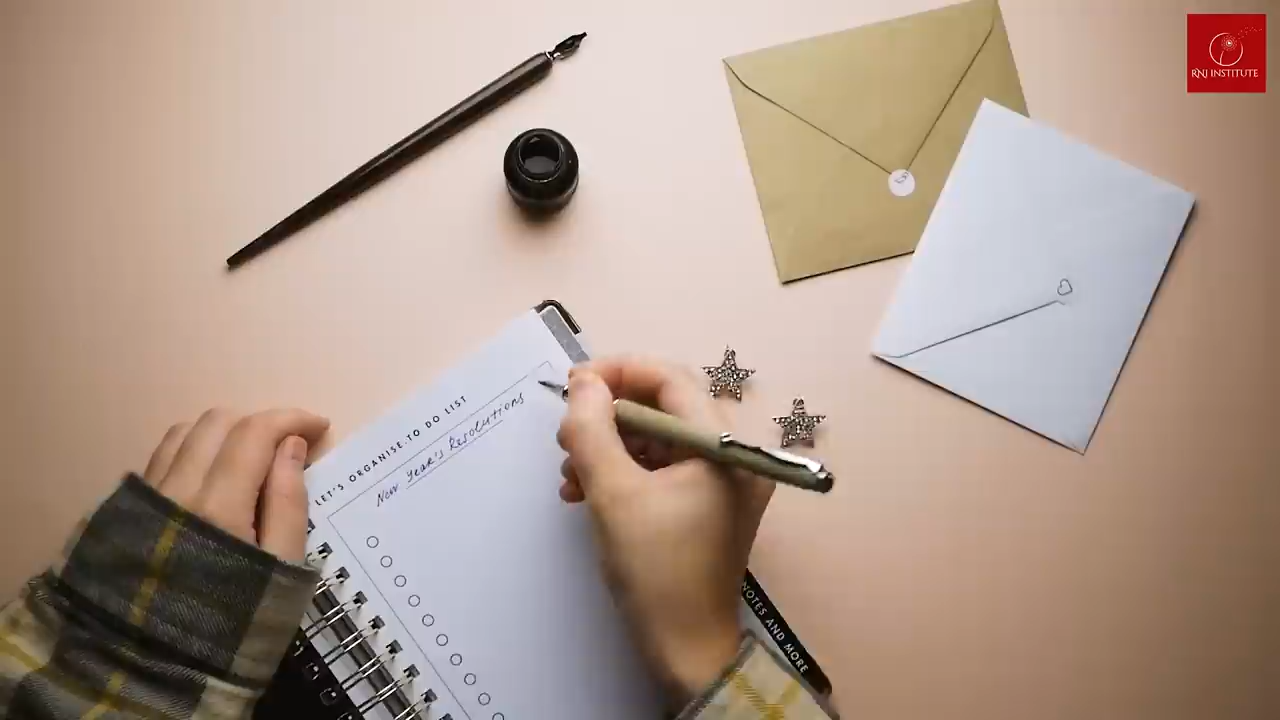 RNJ INSTITUTE
LET'S ORGANISE-TO DO LIST
New Year's Resolutions
NOTES AND MORE